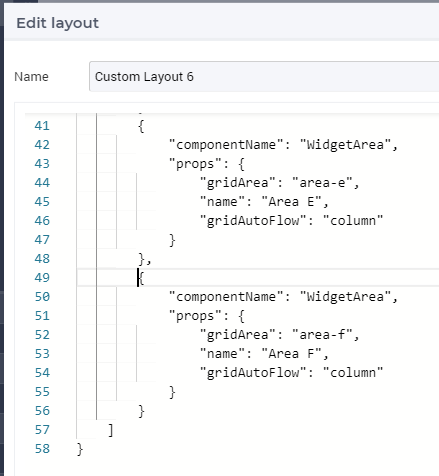 Edit layout
Name
Custom Layout 6
41 {
42 "componentName": "WidgetArea",
43 "props": {
44 "gridArea": "area-e",
45 "name": "Area E",
46 "gridAutoFlow": "column"
47 }
48 },
49 {
50 "componentName": "WidgetArea",
51 "props": {
52 "gridArea": "area-f",
53 "name": "Area F",
54 "gridAutoFlow": "column"
55 }
56 }
57 ]
58 }